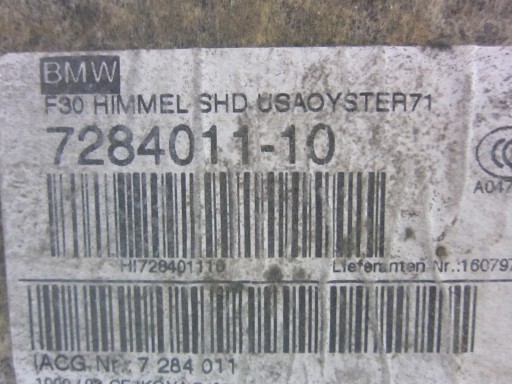 BMW
F30 HIMMEL SHD USAOYSTER71
7284011-10
HI728401110
Lieferanten Nr.:160797
A047
IACG.Nr.: 7 284 011